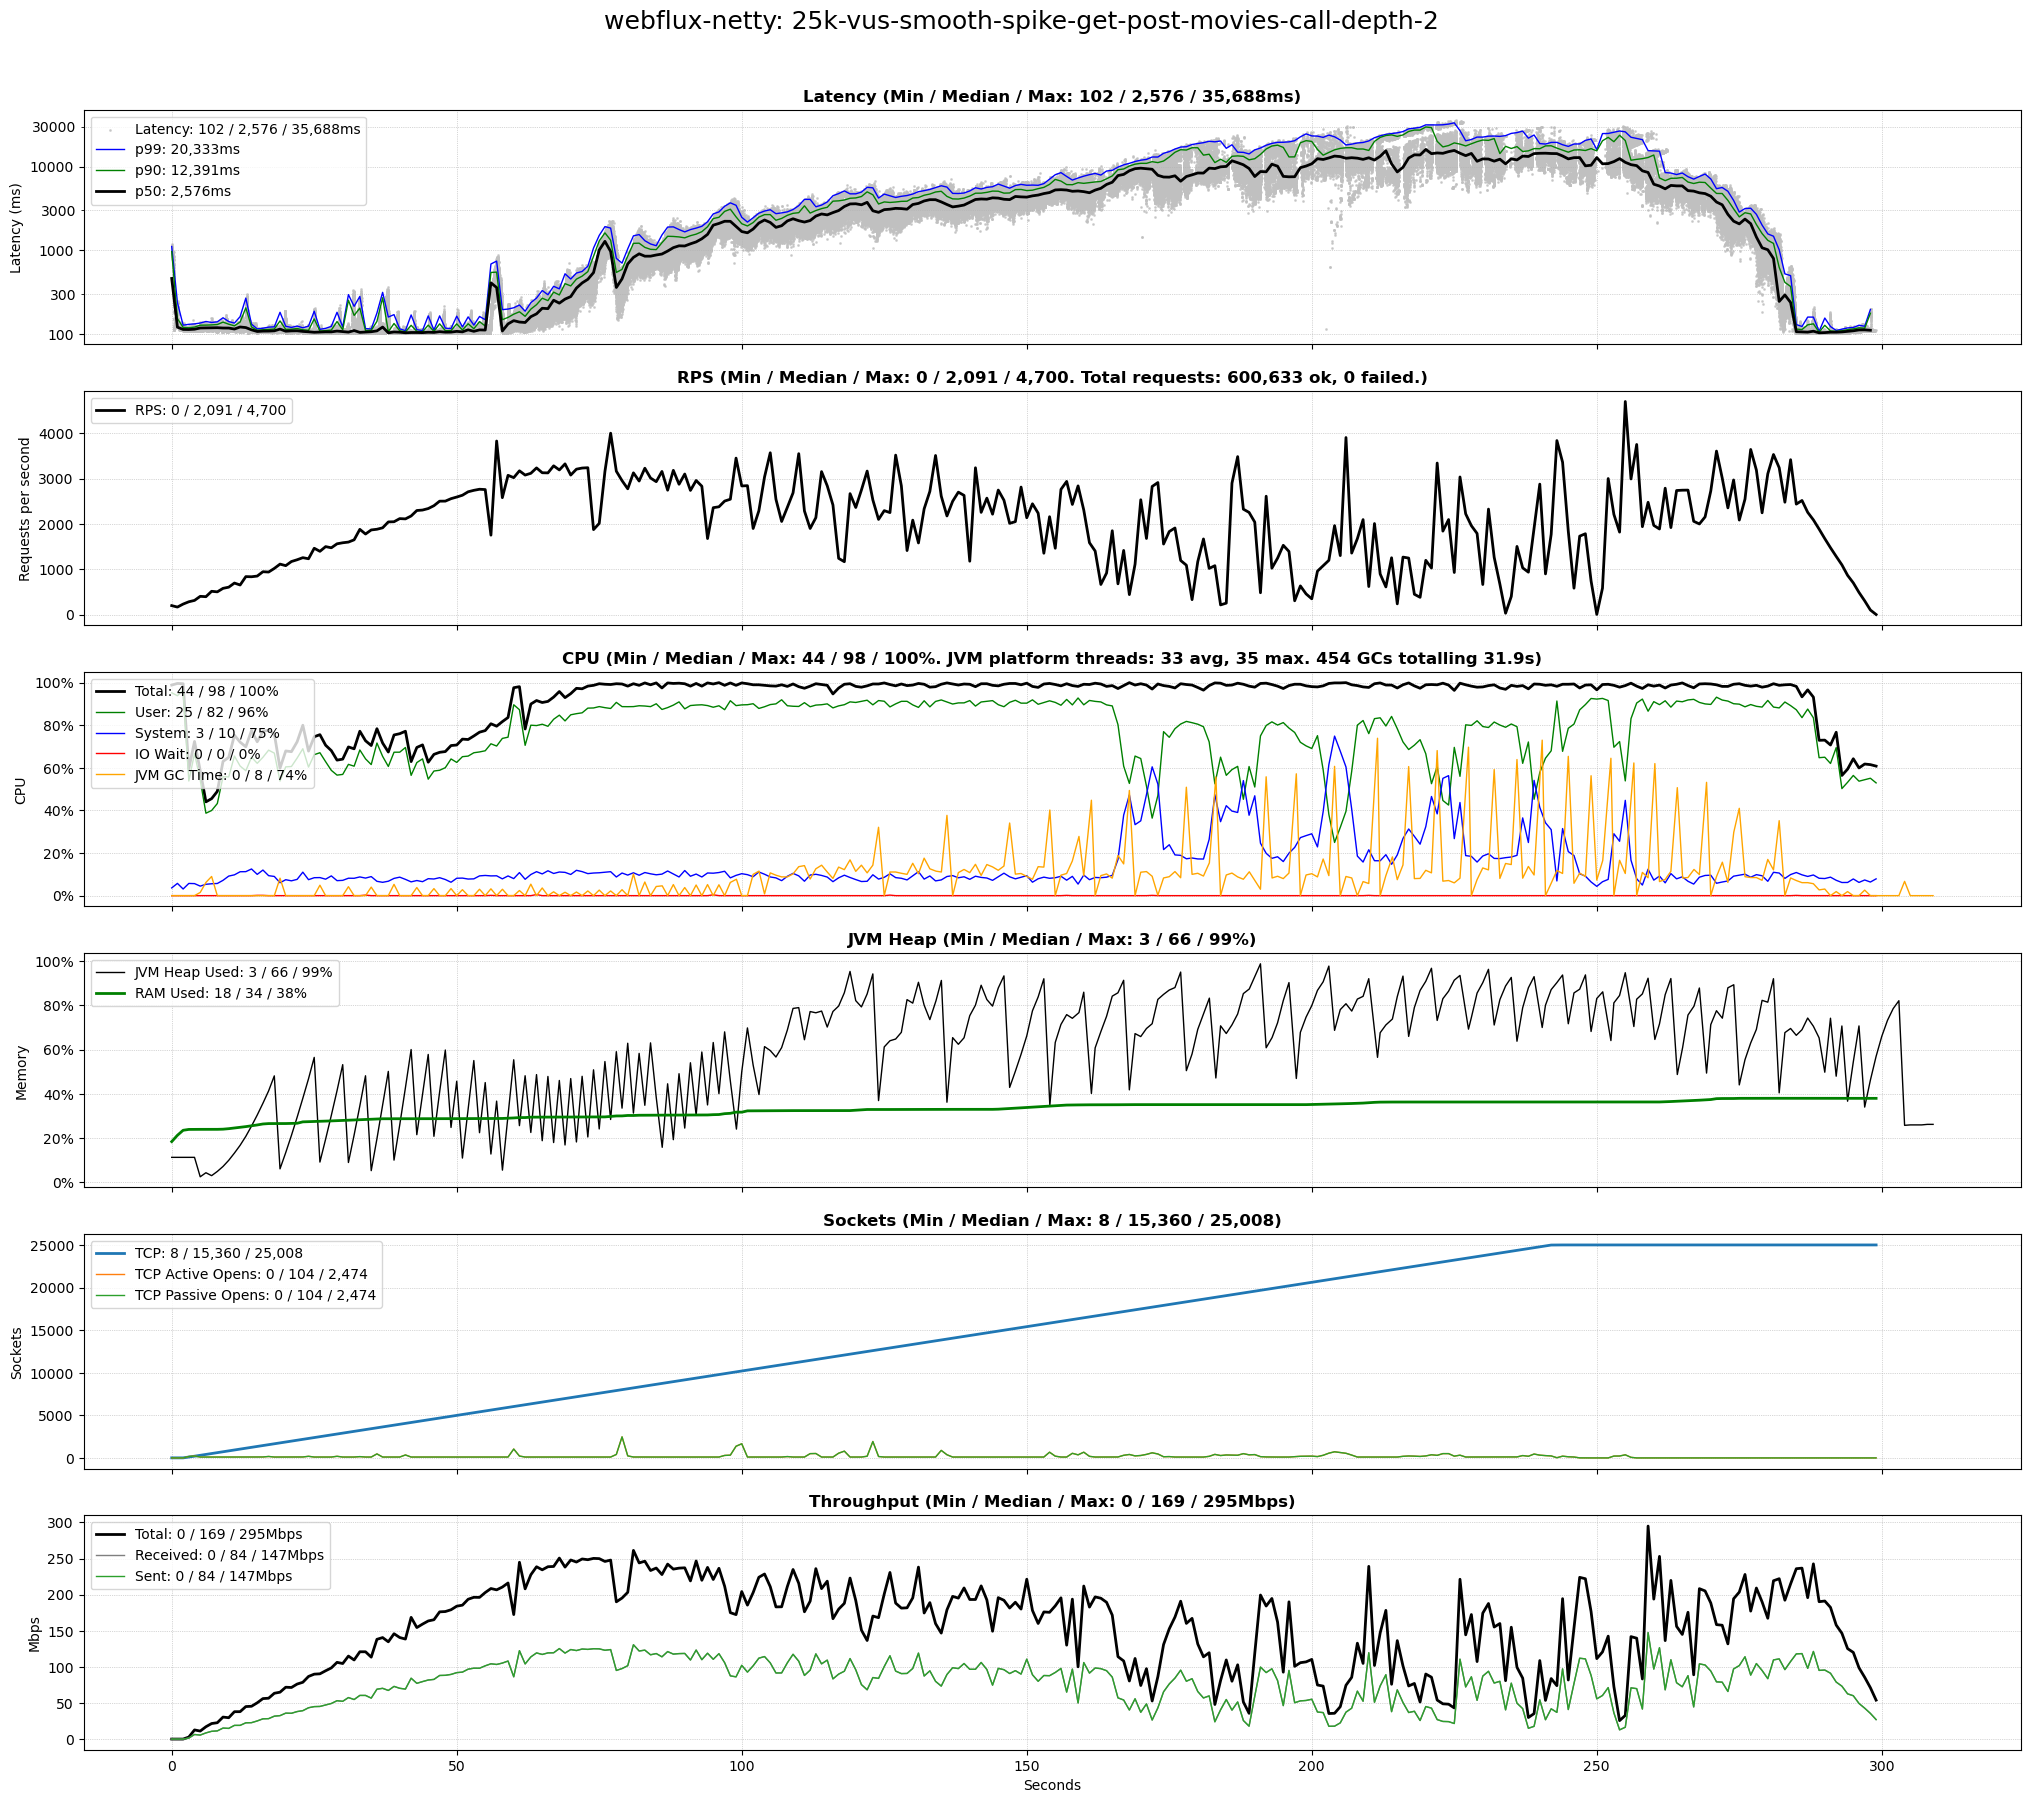 webflux-netty: 25k-vus-smooth-spike-get-post-movies-call-depth-2
Latency (Min / Median / Max: 102 / 2,576 / 35,688ms)
Latency (ms)
30000
10000
3000
1000
300
100
Latency: 102 / 2,576 / 35,688ms
p99: 20,333ms
p90: 12,391ms
p50: 2,576ms
RPS (Min / Median / Max: 0 / 2,091 / 4,700. Total requests: 600,633 ok, 0 failed.)
Requests per second
4000
3000
2000
1000
0
RPS: 0 / 2,091 / 4,700
CPU (Min / Median / Max: 44 / 98 / 100%. JVM platform threads: 33 avg, 35 max. 454 GCs totalling 31.9s)
CPU
100%
80%
60%
40%
20%
0%
Total: 44 / 98 / 100%
User: 25 / 82 / 96%
System: 3 / 10 / 75%
IO Wait: 0 / 0 / 0%
JVM GC Time: 0 / 8 / 74%
JVM Heap (Min / Median / Max: 3 / 66 / 99%)
Memory
100%
80%
60%
40%
20%
0%
JVM Heap Used: 3 / 66 / 99%
RAM Used: 18 / 34 / 38%
Sockets (Min / Median / Max: 8 / 15,360 / 25,008)
Sockets
25000
20000
15000
10000
5000
0
TCP: 8 / 15,360 / 25,008
TCP Active Opens: 0 / 104 / 2,474
TCP Passive Opens: 0 / 104 / 2,474
Throughput (Min / Median / Max: 0 / 169 / 295Mbps)
Mbps
300
250
200
150
100
50
0
Total: 0 / 169 / 295Mbps
Received: 0 / 84 / 147Mbps
Sent: 0 / 84 / 147Mbps
0 50 100 150 200 250 300
Seconds